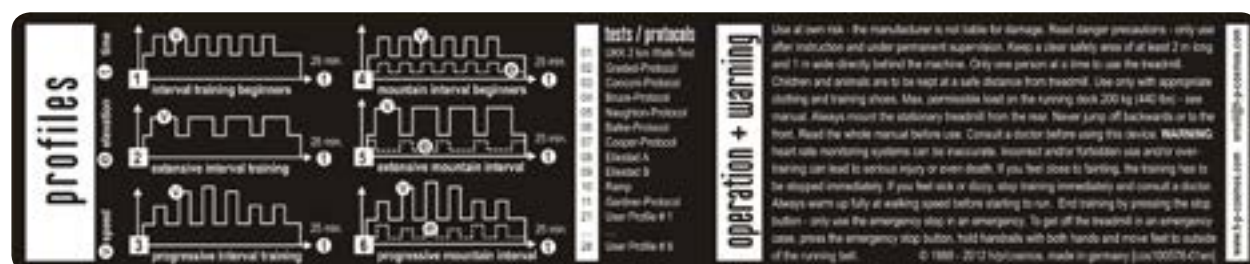 profiles
t time
elevation
v speed
v
25 min.
1
t
interval training beginners
v
25 min.
2
t
extensive interval training
v
25 min.
3
t
progressive interval training
v
25 min.
4
t
mountain interval beginners
v
25 min.
5
t
extensive mountain interval
v
25 min.
6
t
progressive mountain interval
tests / protocols
01 UKK 2 km Walk-Test
02 Graded-Protocol
03 Conconi-Protocol
04 Bruce-Protocol
05 Naughton-Protocol
06 Balke-Protocol
07 Cooper-Protocol
08 Ellestad A
09 Ellestad B
10 Ramp
11 Gardner-Protocol
21 User Profile # 1
...
28 User Profile # 8
operation + warning
Use at own risk - the manufacturer is not liable for damage. Read danger precautions - only use
after instruction and under permanent supervision. Keep a clear safety area of at least 2 m long
and 1 m wide directly behind the machine. Only one person at a time to use the treadmill.
Children and animals are to be kept at a safe distance from treadmill. Use only with appropriate
clothing and training shoes. Max. permissible load on the running deck 200 kg (440 lbs) - see
manual. Always mount the stationary treadmill from the rear. Never jump off backwards or to the
front. Read the whole manual before use. Consult a doctor before using this device. WARNING
heart rate monitoring systems can be inaccurate. Incorrect and/or forbidden use and/or over-
training can lead to serious injury or even death. If you feel close to fainting, the training has to
be stopped immediately. If you feel sick or dizzy, stop training immediately and consult a doctor.
Always warm up fully at walking speed before starting to run. End training by pressing the stop
button - only use the emergency stop in an emergency. To get off the treadmill in an emergency
case, press the emergency stop button, hold handrails with both hands and move feet to outside
of the running belt. © 1988 - 2012 h/p/cosmos, made in germany
www.h-p-cosmos.com email@h-p-cosmos.com